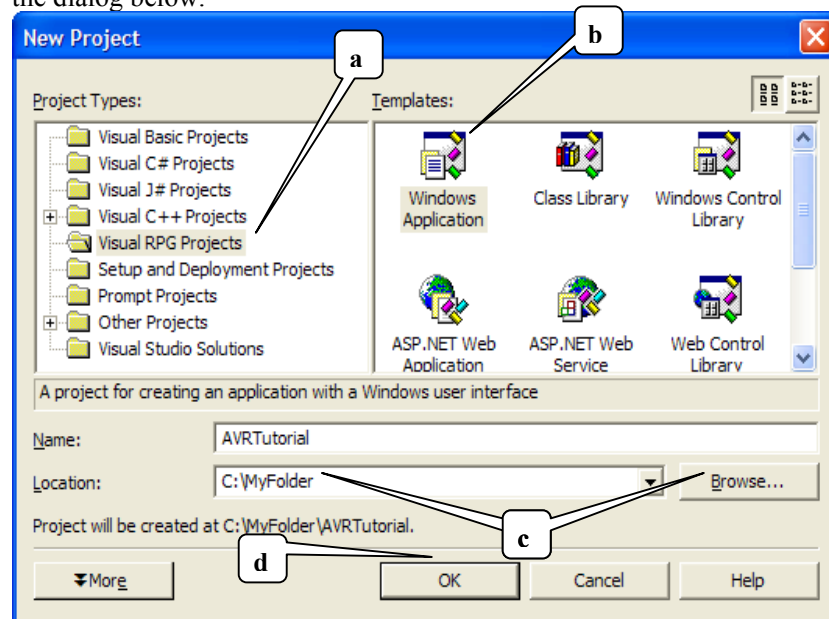 the dialog below.
New Project
a
b
Project Types:
Templates:
Visual Basic Projects
Visual C# Projects
Visual J# Projects
Visual C++ Projects
Visual RPG Projects
Setup and Deployment Projects
Prompt Projects
Other Projects
Visual Studio Solutions
Windows Application
Class Library
Windows Control Library
ASP.NET Web Application
ASP.NET Web Service
Web Control Library
A project for creating an application with a Windows user interface
Name:
AVRTutorial
Location:
C:\MyFolder
Browse...
Project will be created at C:\MyFolder\AVRTutorial.
c
d
More
OK
Cancel
Help